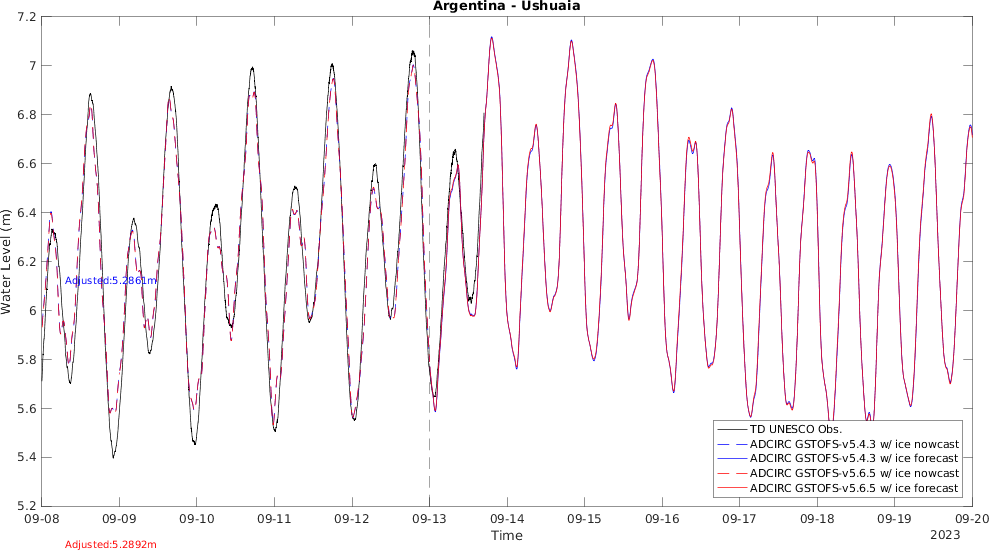 Argentina - Ushuaia
7.2
7
6.8
6.6
6.4
6.2
6
5.8
5.6
5.4
5.2
Water Level (m)
Adjusted:5.2861m
TD UNESCO Obs.
ADCIRC GSTOFS-v5.4.3 w/ ice nowcast
ADCIRC GSTOFS-v5.4.3 w/ ice forecast
ADCIRC GSTOFS-v5.6.5 w/ ice nowcast
ADCIRC GSTOFS-v5.6.5 w/ ice forecast
09-08 09-09 09-10 09-11 09-12 09-13 09-14 09-15 09-16 09-17 09-18 09-19 09-20
Time
2023
Adjusted:5.2892m